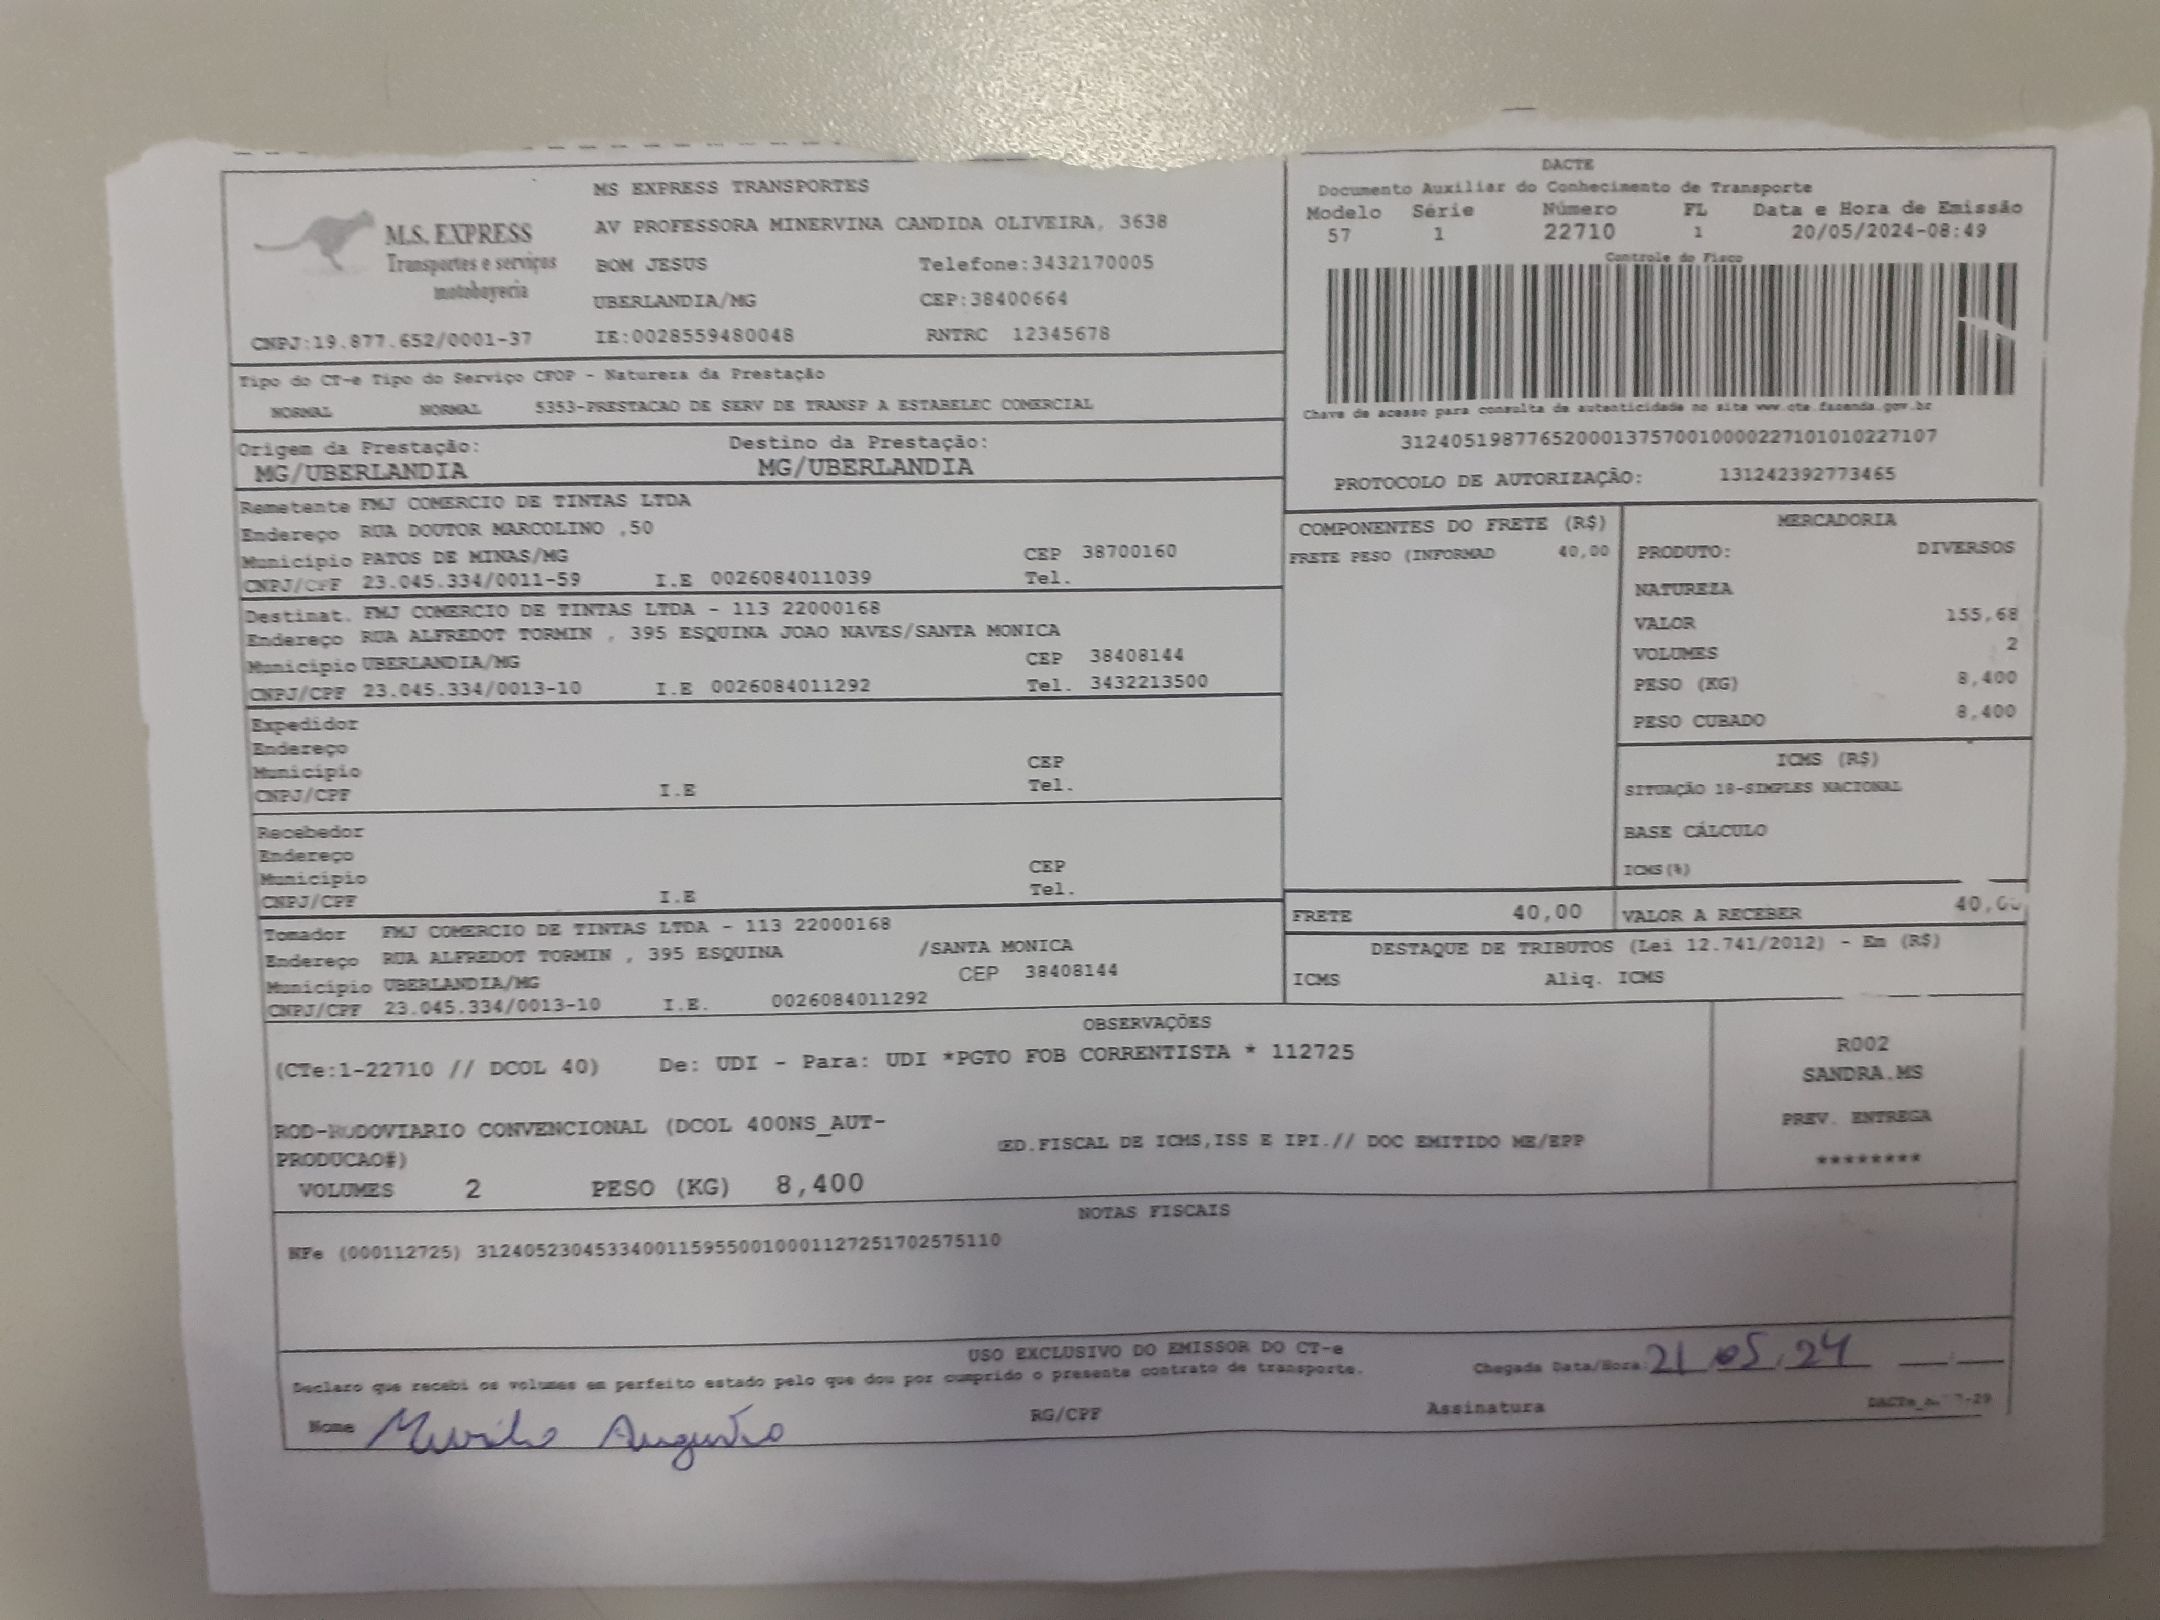 M.S. EXPRESS
Transportes e serviços
motoboyecia
CNPJ:19.877.652/0001-37
MS EXPRESS TRANSPORTES
AV PROFESSORA MINERVINA CANDIDA OLIVEIRA, 3638
BOM JESUS Telefone:3432170005
UBERLANDIA/MG CEP:38400664
IE:0028559480048 RNTRC 12345678
DACTE
Documento Auxiliar do Conhecimento de Transporte
Modelo Série Número FL Data e Hora de Emissão
57 1 22710 1 20/05/2024-08:49
Controle do Fisco
Chave de acesso para consulta de autenticidade no site www.cte.fazenda.gov.br
31240519877652000137570010000227101010227107
PROTOCOLO DE AUTORIZAÇÃO: 131242392773465
Tipo do CT-e Tipo do Serviço CFOP - Natureza da Prestação
NORMAL NORMAL 5353-PRESTACAO DE SERV DE TRANSP A ESTABELEC COMERCIAL
Origem da Prestação: Destino da Prestação:
MG/UBERLANDIA MG/UBERLANDIA
Remetente FMJ COMERCIO DE TINTAS LTDA
Endereço RUA DOUTOR MARCOLINO ,50
Município PATOS DE MINAS/MG CEP 38700160
CNPJ/CPF 23.045.334/0011-59 I.E 0026084011039 Tel.
Destinat. FMJ COMERCIO DE TINTAS LTDA - 113 22000168
Endereço RUA ALFREDOT TORMIN , 395 ESQUINA JOAO NAVES/SANTA MONICA
Município UBERLANDIA/MG CEP 38408144
CNPJ/CPF 23.045.334/0013-10 I.E 0026084011292 Tel. 3432213500
Expedidor
Endereço
Município CEP
CNPJ/CPF I.E Tel.
Recebedor
Endereço
Município CEP
CNPJ/CPF I.E Tel.
Tomador FMJ COMERCIO DE TINTAS LTDA - 113 22000168
Endereço RUA ALFREDOT TORMIN , 395 ESQUINA /SANTA MONICA
Município UBERLANDIA/MG CEP 38408144
CNPJ/CPF 23.045.334/0013-10 I.E. 0026084011292
COMPONENTES DO FRETE (R$)
FRETE PESO (INFORMAD 40,00
MERCADORIA
PRODUTO: DIVERSOS
NATUREZA
VALOR 155,68
VOLUMES 2
PESO (KG) 8,400
PESO CUBADO 8,400
ICMS (R$)
SITUAÇÃO 18-SIMPLES NACIONAL
BASE CÁLCULO
ICMS(%)
FRETE 40,00 VALOR A RECEBER
DESTAQUE DE TRIBUTOS (Lei 12.741/2012) - Em (R$)
ICMS Aliq. ICMS
OBSERVAÇÕES
(CTe:1-22710 // DCOL 40) De: UDI - Para: UDI *PGTO FOB CORRENTISTA * 112725
ROD-RODOVIARIO CONVENCIONAL (DCOL 400NS_AUT-
PRODUCAO#)
ED.FISCAL DE ICMS,ISS E IPI.// DOC EMITIDO ME/EPP
VOLUMES 2 PESO (KG) 8,400
R002
SANDRA.MS
PREV. ENTREGA
********
NOTAS FISCAIS
NFe (000112725) 31240523045334001159550010001127251702575110
USO EXCLUSIVO DO EMISSOR DO CT-e
Declaro que recebi os volumes em perfeito estado pelo que dou por cumprido o presente contrato de transporte.
Chegada Data/Hora: 21 05 24
Nome Murilo Augusto RG/CPF Assinatura